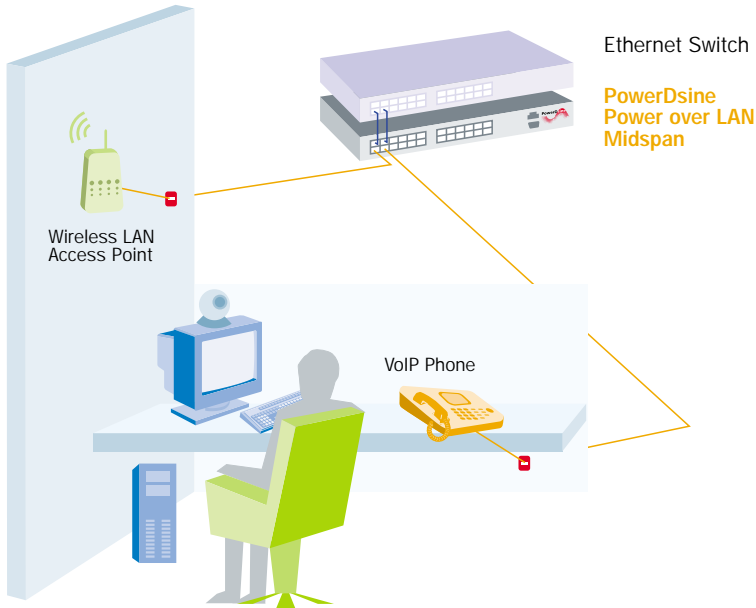 Ethernet Switch
PowerDsine
Power over LAN
Midspan
Wireless LAN
Access Point
VoIP Phone